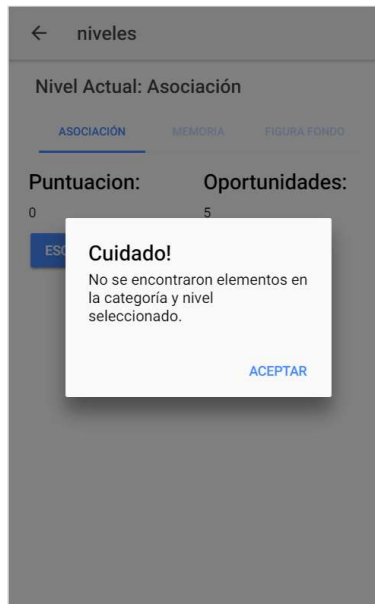 niveles
Nivel Actual: Asociación
ASOCIACIÓN MEMORIA FIGURA FONDO
Puntuacion: Oportunidades:
0 5
Cuidado!
No se encontraron elementos en
la categoría y nivel
seleccionado.
ACEPTAR